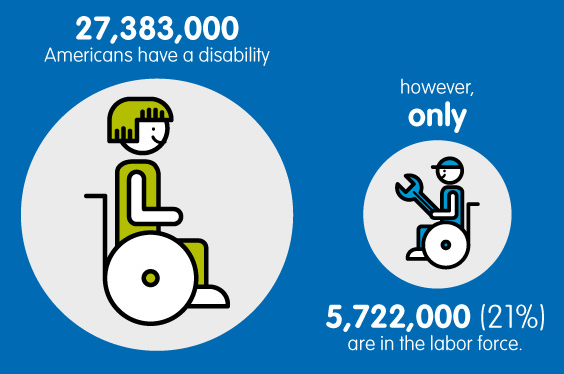 27,383,000
Americans have a disability
however,
only
5,722,000 (21%)
are in the labor force.